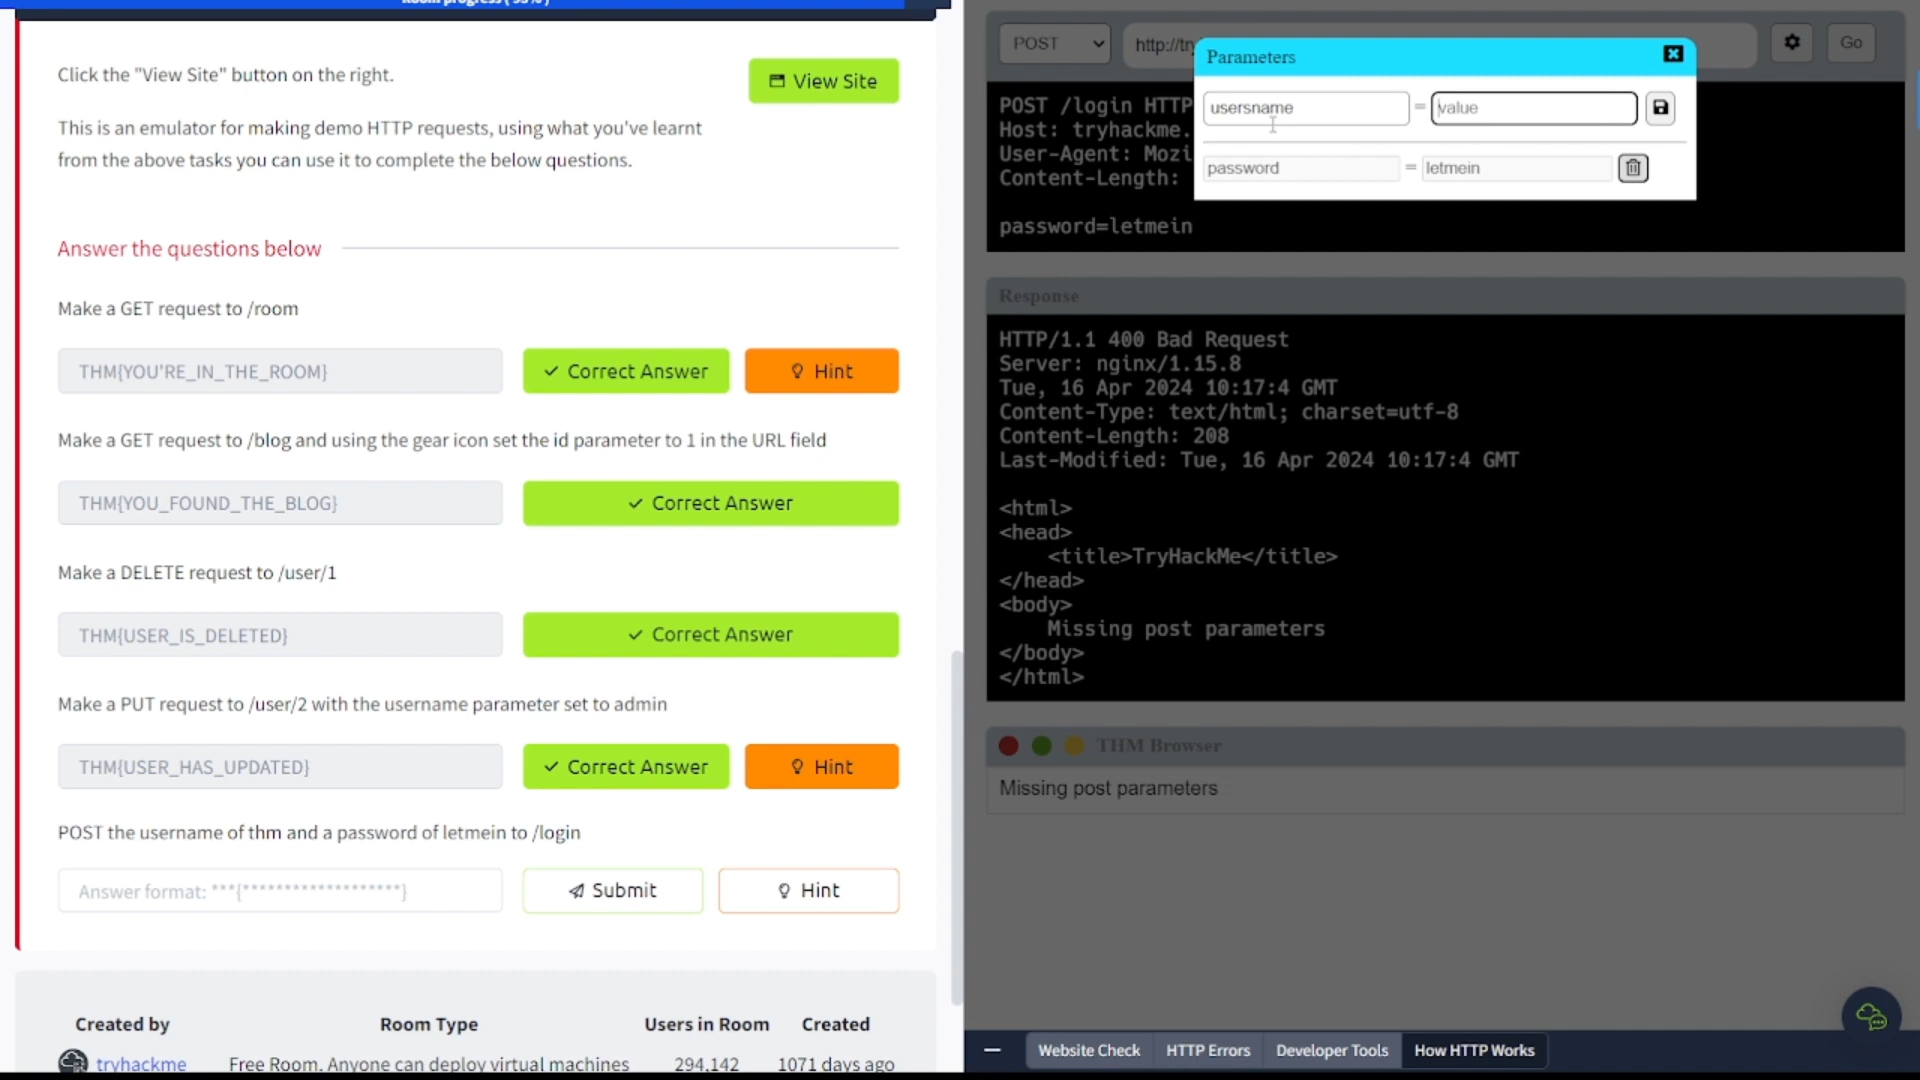 Room progress ( 93% )
Click the "View Site" button on the right.
View Site
This is an emulator for making demo HTTP requests, using what you've learnt
from the above tasks you can use it to complete the below questions.
Answer the questions below
Make a GET request to /room
THM{YOU'RE_IN_THE_ROOM}
Correct Answer
Hint
Make a GET request to /blog and using the gear icon set the id parameter to 1 in the URL field
THM{YOU_FOUND_THE_BLOG}
Correct Answer
Make a DELETE request to /user/1
THM{USER_IS_DELETED}
Correct Answer
Make a PUT request to /user/2 with the username parameter set to admin
THM{USER_HAS_UPDATED}
Correct Answer
Hint
POST the username of thm and a password of letmein to /login
Answer format: ***{*******************}
Submit
Hint
Created by
Room Type
Users in Room
Created
tryhackme
Free Room. Anyone can deploy virtual machines
294,142
1071 days ago
POST
http://try
Go
Parameters
usersname
=
value
password
=
letmein
POST /login HTTP
Host: tryhackme.
User-Agent: Mozi
Content-Length:
password=letmein
Response
HTTP/1.1 400 Bad Request
Server: nginx/1.15.8
Tue, 16 Apr 2024 10:17:4 GMT
Content-Type: text/html; charset=utf-8
Content-Length: 208
Last-Modified: Tue, 16 Apr 2024 10:17:4 GMT
<html>
<head>
<title>TryHackMe</title>
</head>
<body>
Missing post parameters
</body>
</html>
THM Browser
Missing post parameters
Website Check
HTTP Errors
Developer Tools
How HTTP Works